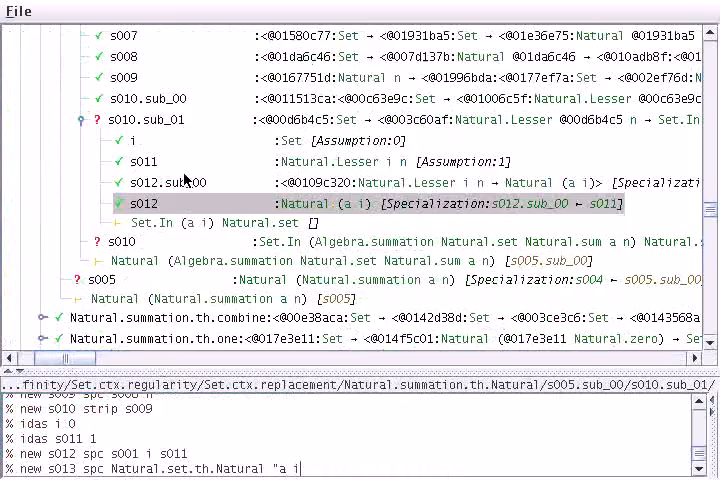 File
✓ s007 :<@01580c77:Set → <@01931ba5:Set → <@01e36e75:Natural @01931ba5
✓ s008 :<@01da6c46:Set → <@007d137b:Natural @01da6c46 → <@010adb8f:<@
✓ s009 :<@0167751d:Natural n → <@01996bda:<@0177ef7a:Set → <@002ef76d:N
✓ s010.sub_00 :<@011513ca:<@00c63e9c:Set → <@01006c5f:Natural.Lesser @00c63e9c
? s010.sub_01 :<@00d6b4c5:Set → <@003c60af:Natural.Lesser @00d6b4c5 n → Set.In
✓ i :Set [Assumption:0]
✓ s011 :Natural.Lesser i n [Assumption:1]
✓ s012.sub_00 :<@0109c320:Natural.Lesser i n → Natural (a i)> [Specializati
✓ s012 :Natural (a i) [Specialization:s012.sub_00 ← s011]
⊢ Set.In (a i) Natural.set []
? s010 :Set.In (Algebra.summation Natural.set Natural.sum a n) Natural.s
⊢ Natural (Algebra.summation Natural.set Natural.sum a n) [s005.sub_00]
? s005 :Natural (Natural.summation a n) [Specialization:s004 ← s005.sub_00
⊢ Natural (Natural.summation a n) [s005]
✓ Natural.summation.th.combine:<@00e38aca:Set → <@0142d38d:Set → <@003ce3c6:Set → <@0143568a
✓ Natural.summation.th.one:<@017e3e11:Set → <@014f5c01:Natural (@017e3e11 Natural.zero) → Set
...finity/Set.ctx.regularity/Set.ctx.replacement/Natural.summation.th.Natural/s005.sub_00/s010.sub_01/
% new s009 spc s008 n
% new s010 strip s009
% idas i 0
% idas s011 1
% new s012 spc s001 i s011
% new s013 spc Natural.set.th.Natural "a i